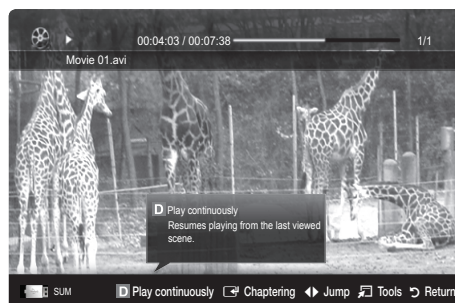 00:04:03 / 00:07:38 1/1
Movie 01.avi
D Play continuously
Resumes playing from the last viewed
scene.
SUM D Play continuously Chaptering Jump Tools Return